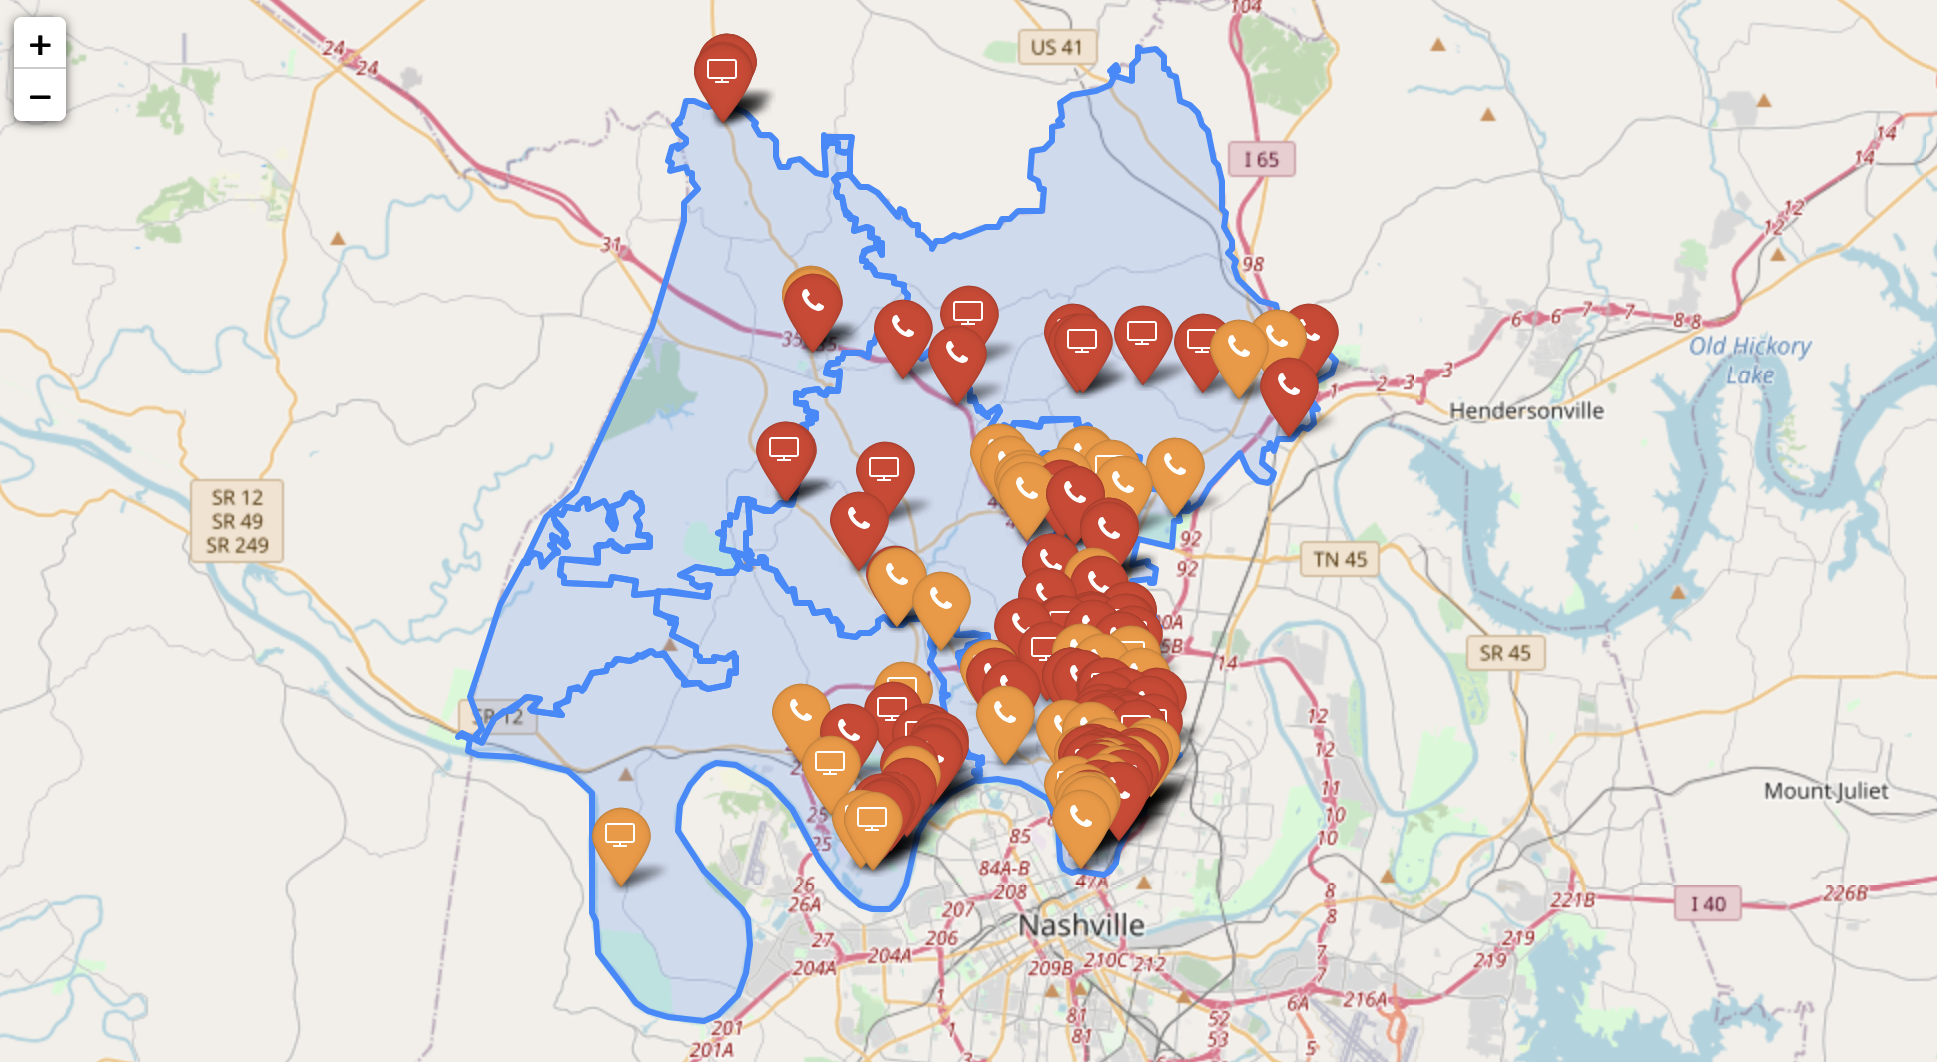 +
−
24
24
104
US 41
I 65
14
14
12
12
31
98
6
6
7
7
8
8
35
Old Hickory
Lake
1
2
3
3
Hendersonville
SR 12
SR 49
SR 249
92
92
TN 45
SR 45
14
SR 12
12
12
11
10
10
Mount Juliet
25
25
85
84A-B
208
47A
26
26A
207
206
Nashville
27
204A
204A
209B
210C
212
8
8
7
7
6A
216A
219
219
221B
I 40
226B
201
201A
1
1
81
81
52
53
5
3